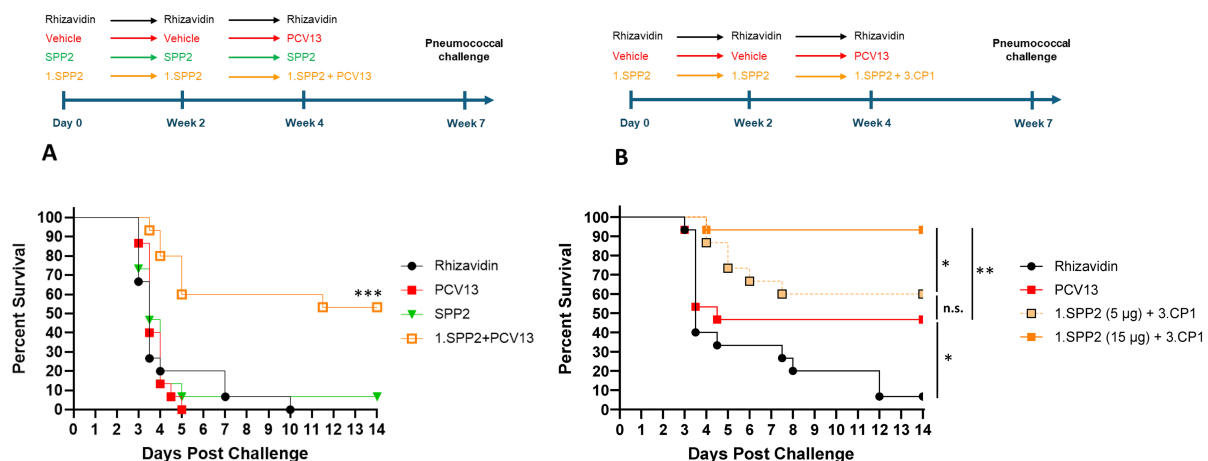 Rhizavidin Rhizavidin Rhizavidin
Vehicle Vehicle PCV13
SPP2 SPP2 SPP2
1.SPP2 1.SPP2 1.SPP2 + PCV13
Pneumococcal
challenge
Day 0 Week 2 Week 4 Week 7
Rhizavidin Rhizavidin Rhizavidin
Vehicle Vehicle PCV13
1.SPP2 1.SPP2 1.SPP2 + 3.CP1
Pneumococcal
challenge
Day 0 Week 2 Week 4 Week 7
A
Percent Survival
100
90
80
70
60
50
40
30
20
10
0
0 1 2 3 4 5 6 7 8 9 10 11 12 13 14
Days Post Challenge
***
Rhizavidin
PCV13
SPP2
1.SPP2+PCV13
B
Percent Survival
100
90
80
70
60
50
40
30
20
10
0
0 1 2 3 4 5 6 7 8 9 10 11 12 13 14
Days Post Challenge
*
**
n.s.
*
Rhizavidin
PCV13
1.SPP2 (5 µg) + 3.CP1
1.SPP2 (15 µg) + 3.CP1